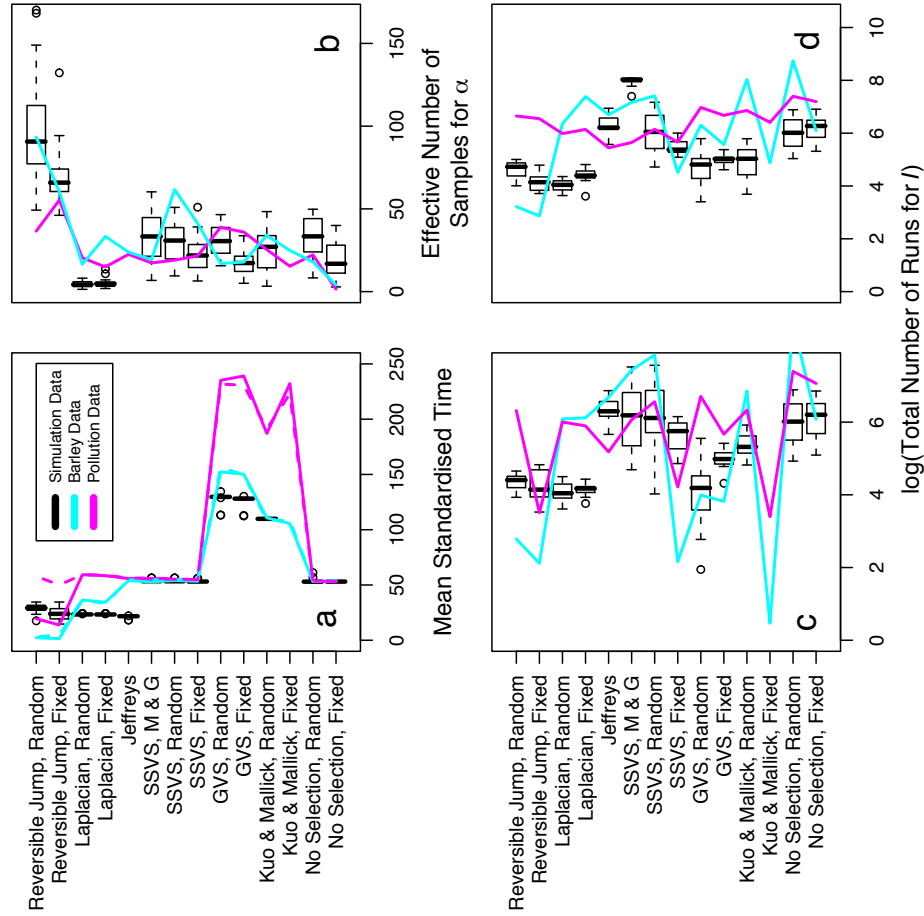 Reversible Jump, Random
Reversible Jump, Fixed
Laplacian, Random
Laplacian, Fixed
Jeffreys
SSVS, M & G
SSVS, Random
SSVS, Fixed
GVS, Random
GVS, Fixed
Kuo & Mallick, Random
Kuo & Mallick, Fixed
No Selection, Random
No Selection, Fixed
a
Simulation Data
Barley Data
Pollution Data
0 50 100 150 200 250
Mean Standardised Time
b
0 50 100 150
Effective Number of
Samples for α
Reversible Jump, Random
Reversible Jump, Fixed
Laplacian, Random
Laplacian, Fixed
Jeffreys
SSVS, M & G
SSVS, Random
SSVS, Fixed
GVS, Random
GVS, Fixed
Kuo & Mallick, Random
Kuo & Mallick, Fixed
No Selection, Random
No Selection, Fixed
c
0 2 4 6
d
0 2 4 6 8 10
log(Total Number of Runs for I)